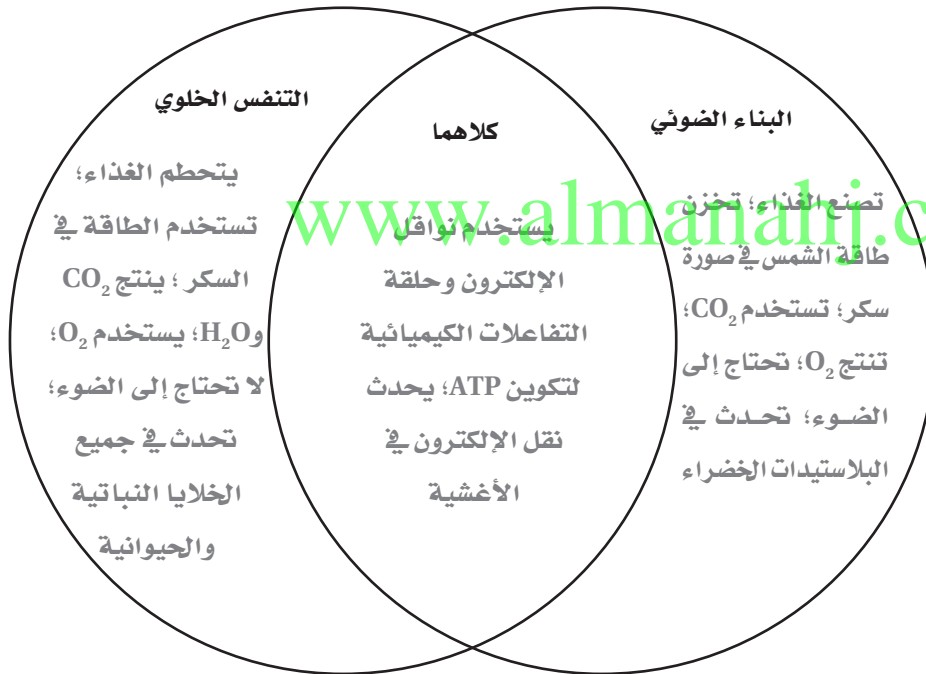 البناء الضوئي
تصنع الغذاء؛ تخزن
طاقة الشمس في صورة
سكر؛ تستخدم CO₂؛
تنتج O₂؛ تحتاج إلى
الضوء؛ تحدث في
البلاستيدات الخضراء
كلاهما
يستخدم نواقل
الإلكترون وحلقة
التفاعلات الكيميائية
لتكوين ATP؛ يحدث
نقل الإلكترون في
الأغشية
التنفس الخلوي
يتحطم الغذاء؛
تستخدم الطاقة في
السكر؛ ينتج CO₂
وH₂O؛ يستخدم O₂؛
لا تحتاج إلى الضوء؛
تحدث في جميع
الخلايا النباتية
والحيوانية
www.almanahj.c